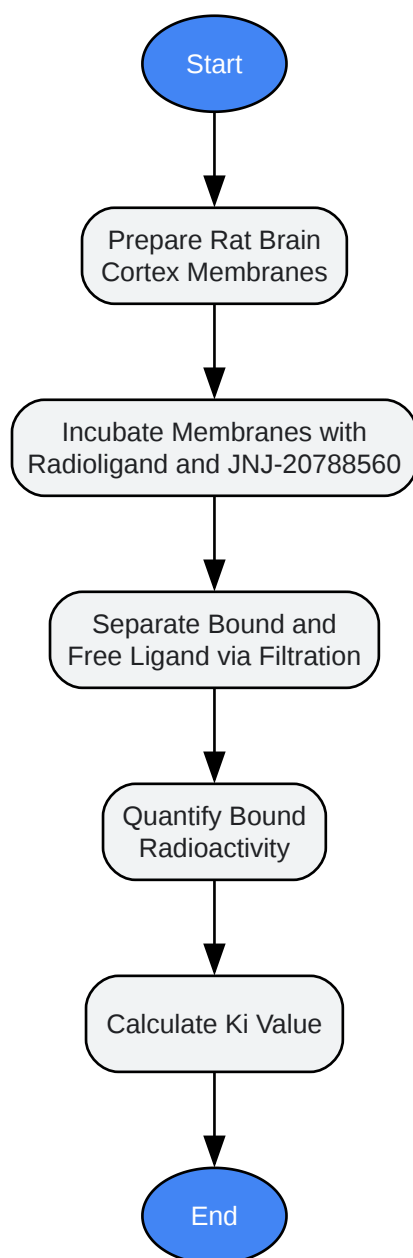 Start
Prepare Rat Brain
Cortex Membranes
Incubate Membranes with
Radioligand and JNJ-20788560
Separate Bound and
Free Ligand via Filtration
Quantify Bound
Radioactivity
Calculate Ki Value
End